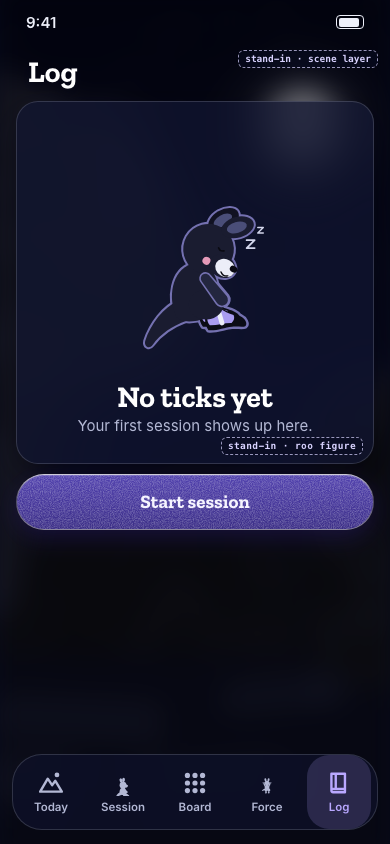 9:41
stand-in · scene layer
Log
z
z
No ticks yet
Your first session shows up here.
stand-in · roo figure
Start session
Today Session Board Force Log